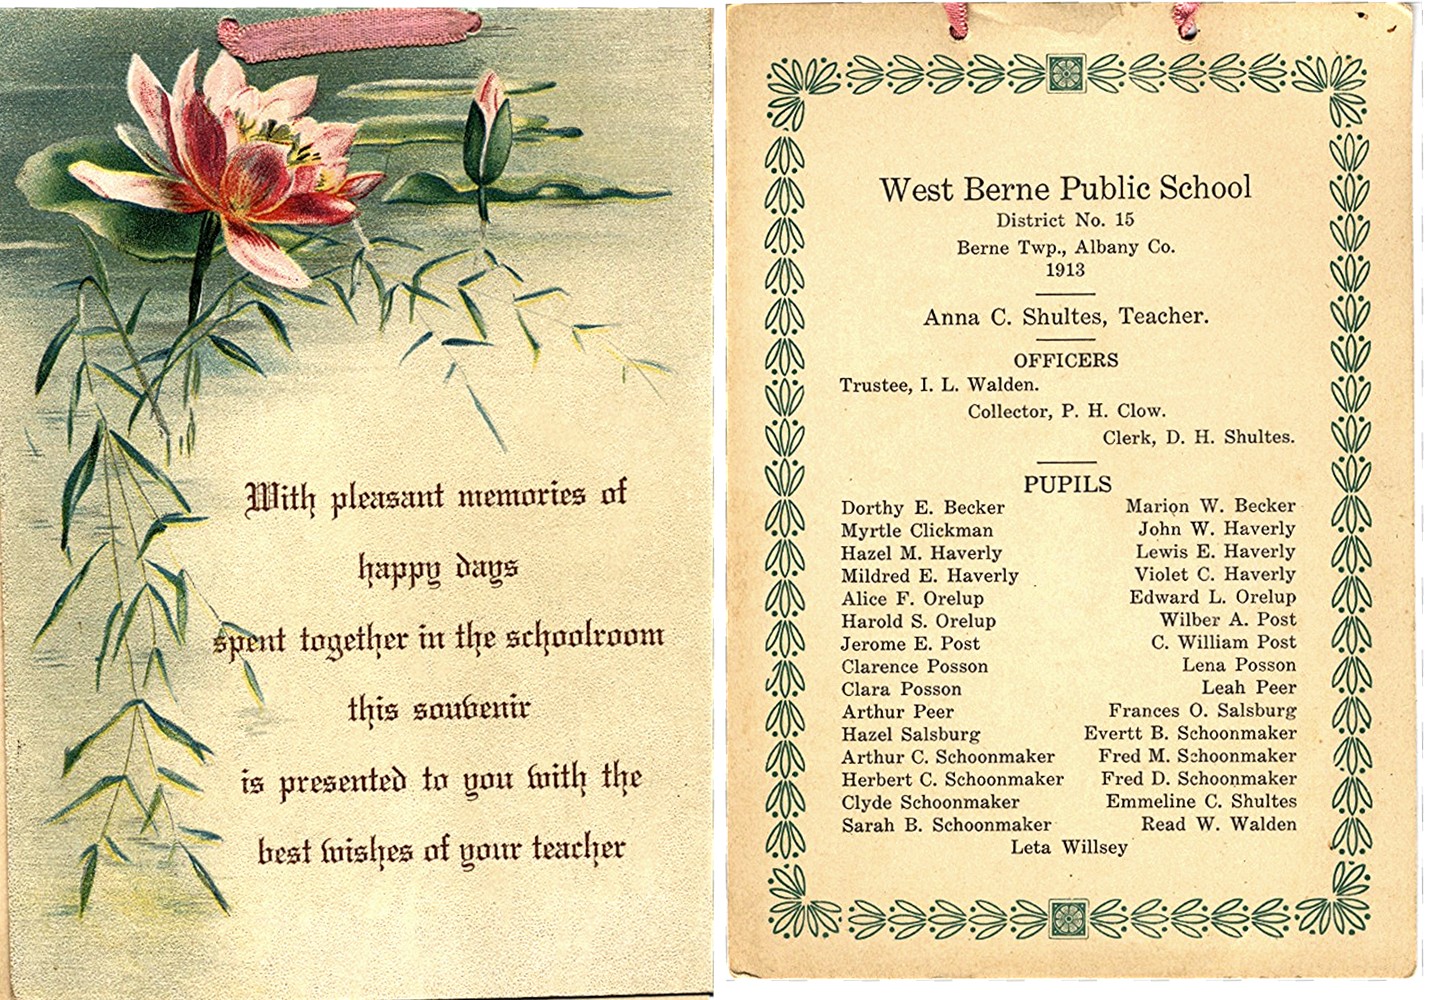 With pleasant memories of
happy days
spent together in the schoolroom
this souvenir
is presented to you with the
best wishes of your teacher
West Berne Public School
District No. 15
Berne Twp., Albany Co.
1913
Anna C. Shultes, Teacher.
OFFICERS
Trustee, I. L. Walden.
Collector, P. H. Clow.
Clerk, D. H. Shultes.
PUPILS
Dorthy E. Becker Marion W. Becker
Myrtle Clickman John W. Haverly
Hazel M. Haverly Lewis E. Haverly
Mildred E. Haverly Violet C. Haverly
Alice F. Orelup Edward L. Orelup
Harold S. Orelup Wilber A. Post
Jerome E. Post C. William Post
Clarence Posson Lena Posson
Clara Posson Leah Peer
Arthur Peer Frances O. Salsburg
Hazel Salsburg Evertt B. Schoonmaker
Arthur C. Schoonmaker Fred M. Schoonmaker
Herbert C. Schoonmaker Fred D. Schoonmaker
Clyde Schoonmaker Emmeline C. Shultes
Sarah B. Schoonmaker Read W. Walden
Leta Willsey